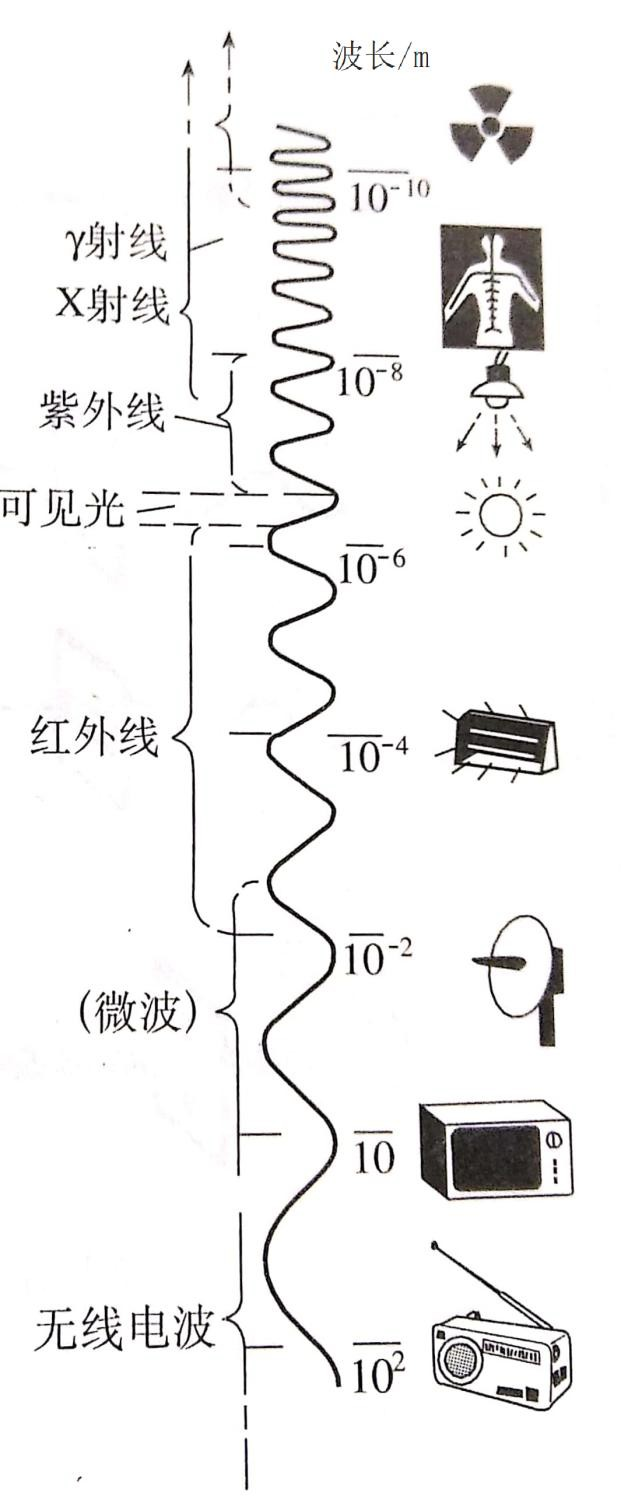 波长/m
10⁻¹⁰
γ射线
X射线
10⁻⁸
紫外线
可见光
10⁻⁶
红外线
10⁻⁴
10⁻²
(微波)
10
无线电波
10²